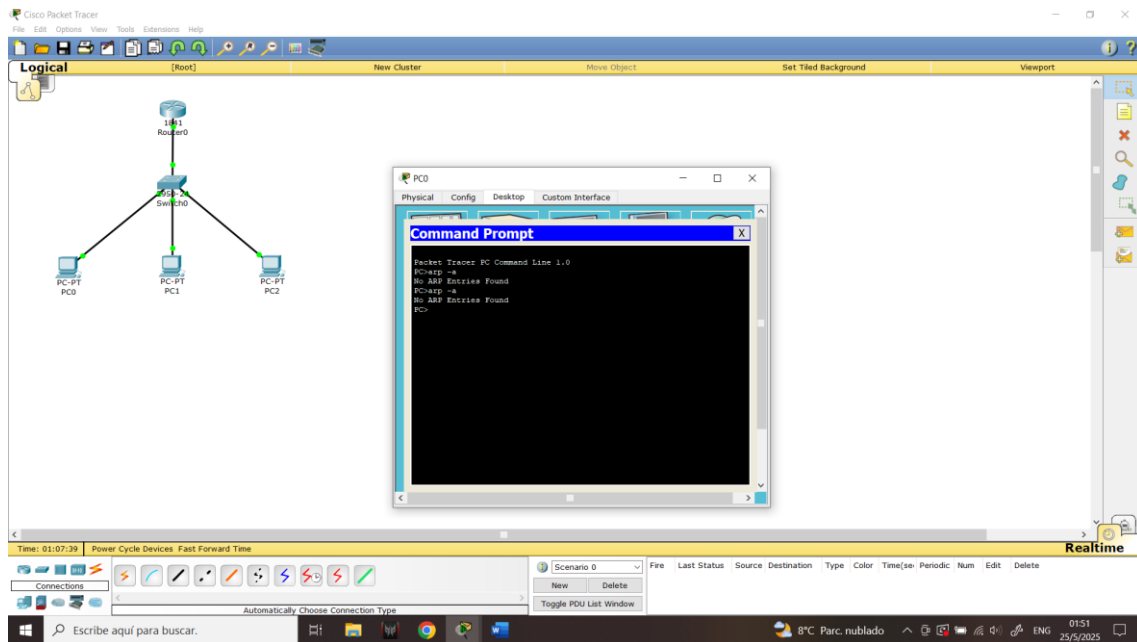 Cisco Packet Tracer
File Edit Options View Tools Extensions Help
Logical [Root] New Cluster Move Object Set Tiled Background Viewport
1841
Router0
2950-24
Switch0
PC-PT
PC0
PC-PT
PC1
PC-PT
PC2
PC0
Physical Config Desktop Custom Interface
Command Prompt X
Packet Tracer PC Command Line 1.0
PC>arp -a
No ARP Entries Found
PC>arp -a
No ARP Entries Found
PC>
Time: 01:07:39 Power Cycle Devices Fast Forward Time Realtime
Connections
Automatically Choose Connection Type
Scenario 0
New Delete
Toggle PDU List Window
Fire Last Status Source Destination Type Color Time(se Periodic Num Edit Delete
Escribe aquí para buscar.
8°C Parc. nublado ENG
01:51
25/5/2025